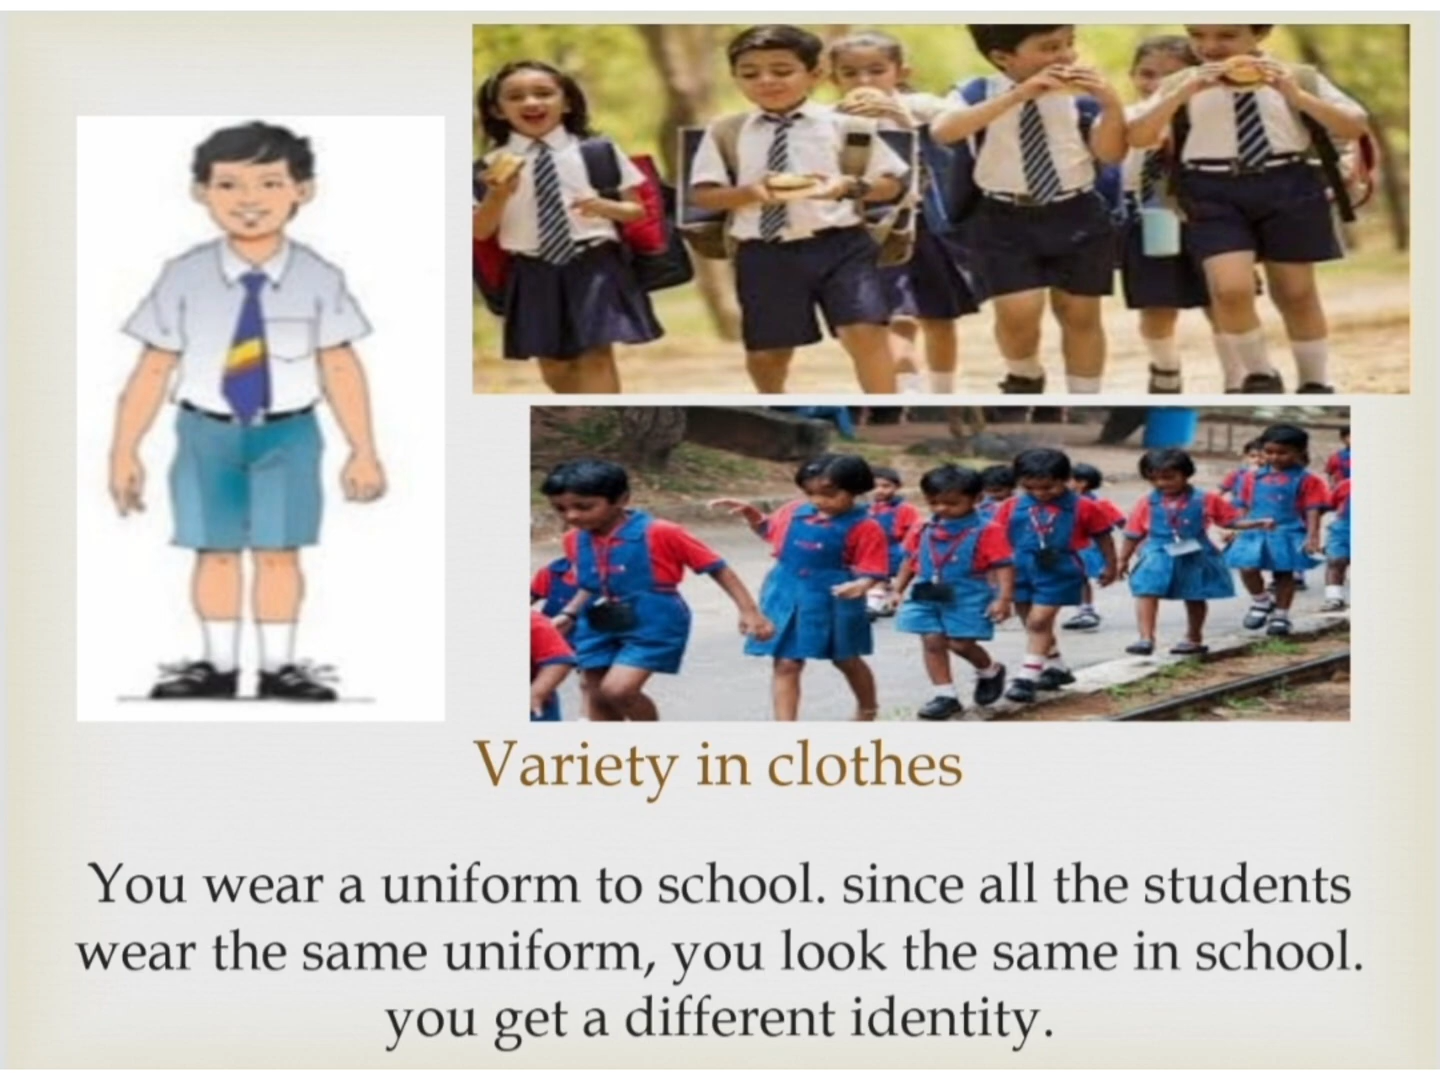 Variety in clothes
You wear a uniform to school. since all the students
wear the same uniform, you look the same in school.
you get a different identity.